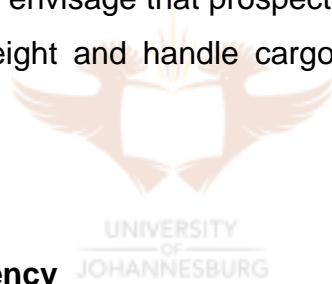 envisage that prospect
eight and handle cargo
UNIVERSITY
OF
JOHANNESBURG
ency